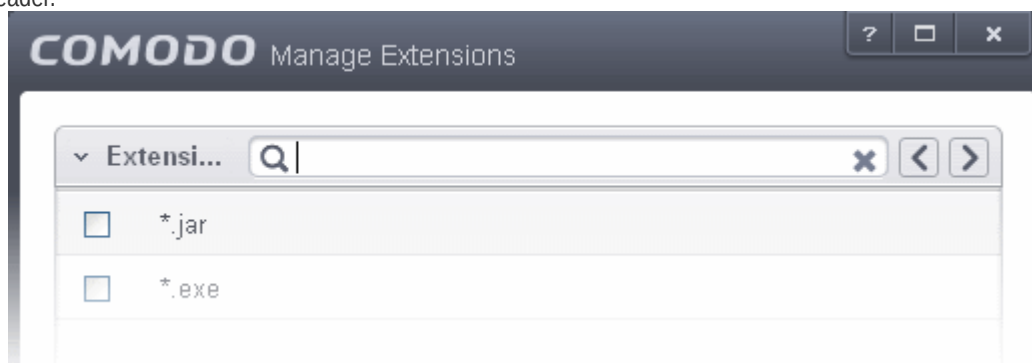 COMODO Manage Extensions
Extensi...
*.jar
*.exe